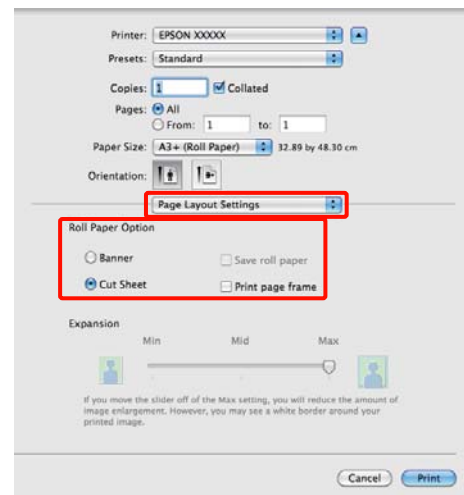 Printer: EPSON XXXXX
Presets: Standard
Copies: 1 Collated
Pages: All
From: 1 to: 1
Paper Size: A3+ (Roll Paper) 32.89 by 48.30 cm
Orientation:
Page Layout Settings
Roll Paper Option
Banner Save roll paper
Cut Sheet Print page frame
Expansion
Min Mid Max
If you move the slider off of the Max setting, you will reduce the amount of
image enlargement. However, you may see a white border around your
printed image.
Cancel Print